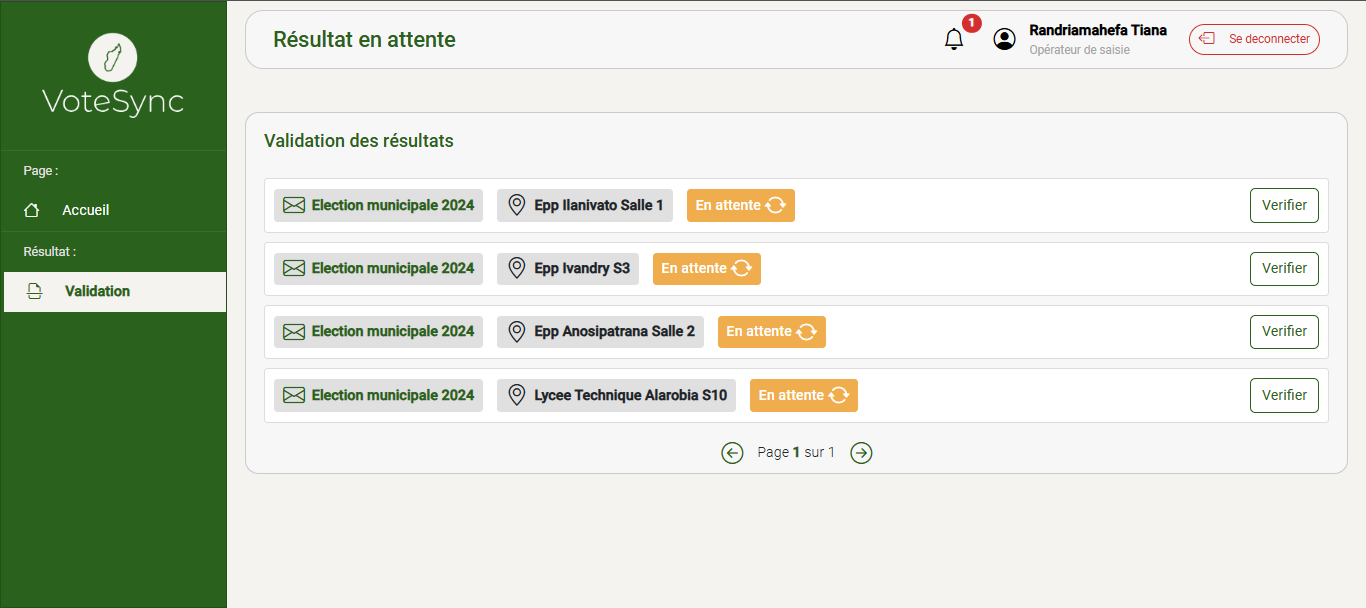 VoteSync
Page :
Accueil
Résultat :
Validation
Résultat en attente
1
Randriamahefa Tiana
Opérateur de saisie
Se deconnecter
Validation des résultats
Election municipale 2024 Epp Ilanivato Salle 1 En attente Verifier
Election municipale 2024 Epp Ivandry S3 En attente Verifier
Election municipale 2024 Epp Anosipatrana Salle 2 En attente Verifier
Election municipale 2024 Lycee Technique Alarobia S10 En attente Verifier
Page 1 sur 1